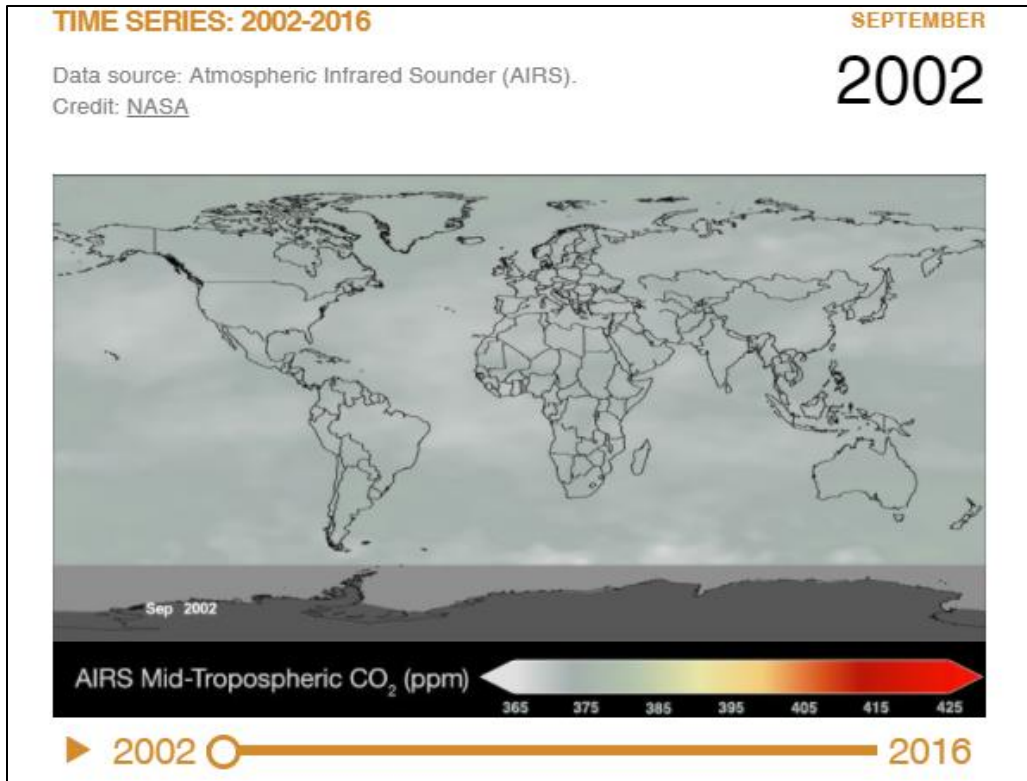 TIME SERIES: 2002-2016
SEPTEMBER
2002
Data source: Atmospheric Infrared Sounder (AIRS).
Credit: NASA
Sep 2002
AIRS Mid-Tropospheric CO₂ (ppm)
365 375 385 395 405 415 425
2002 2016